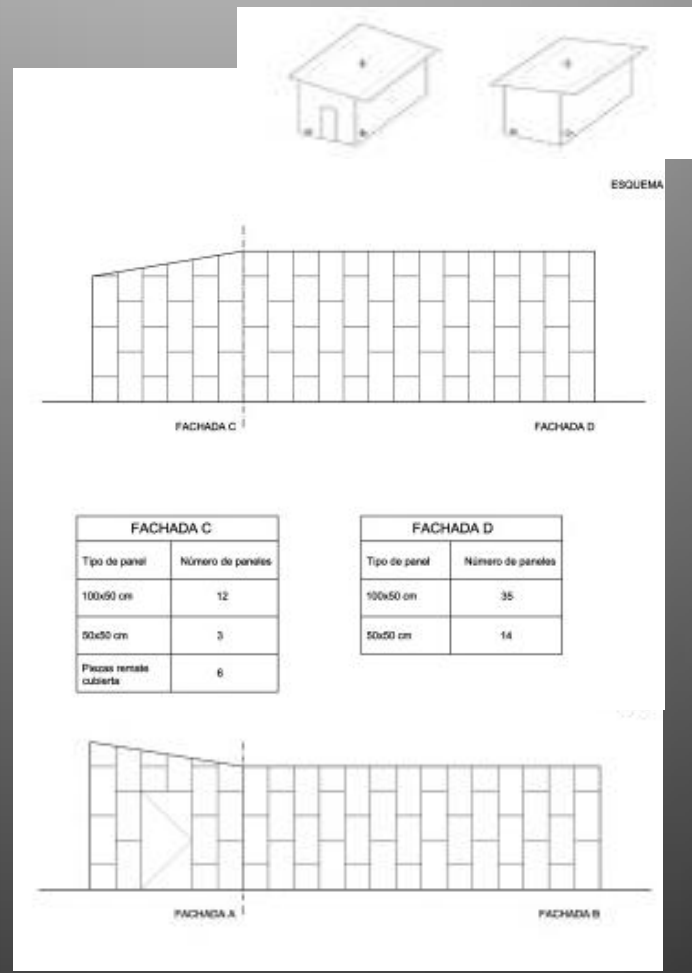 ESQUEMA
FACHADA C
FACHADA D
FACHADA C
Tipo de panel Número de paneles
100x50 cm 12
50x50 cm 3
Piezas remate
cubierta 6
FACHADA D
Tipo de panel Número de paneles
100x50 cm 35
50x50 cm 14
FACHADA A
FACHADA B